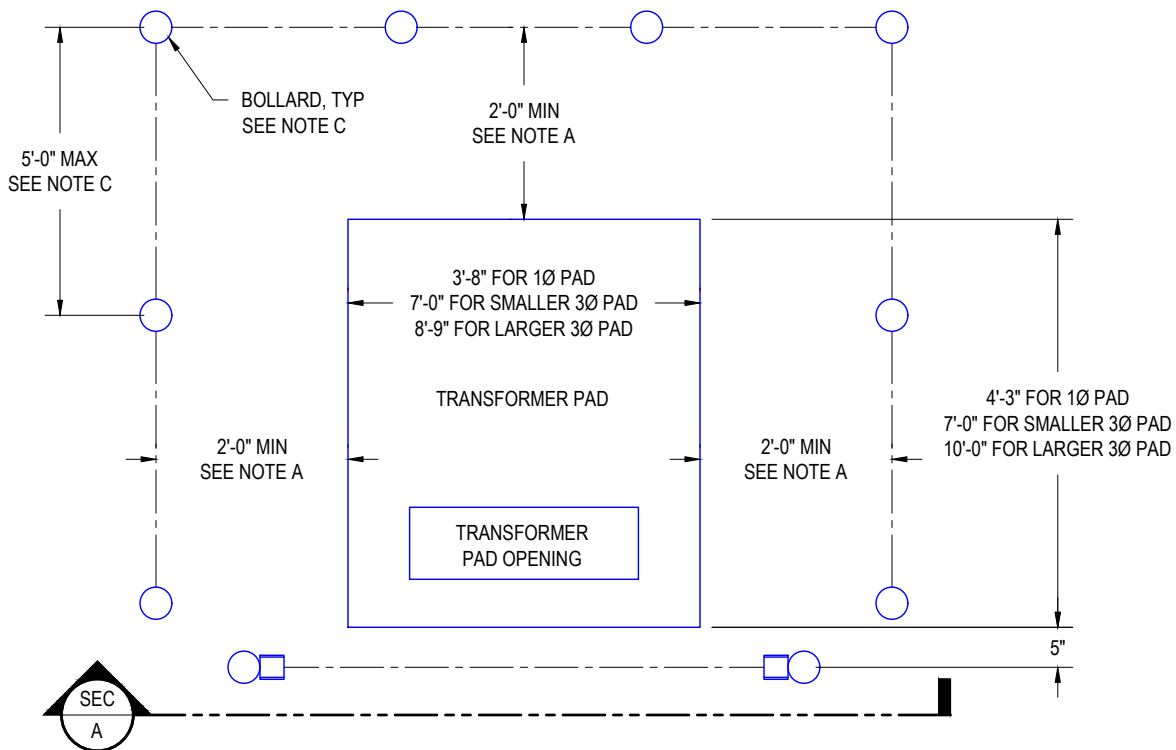 BOLLARD, TYP
SEE NOTE C
2'-0" MIN
SEE NOTE A
5'-0" MAX
SEE NOTE C
3'-8" FOR 1Ø PAD
7'-0" FOR SMALLER 3Ø PAD
8'-9" FOR LARGER 3Ø PAD
TRANSFORMER PAD
4'-3" FOR 1Ø PAD
7'-0" FOR SMALLER 3Ø PAD
10'-0" FOR LARGER 3Ø PAD
2'-0" MIN
SEE NOTE A
2'-0" MIN
SEE NOTE A
TRANSFORMER
PAD OPENING
5"
SEC
A